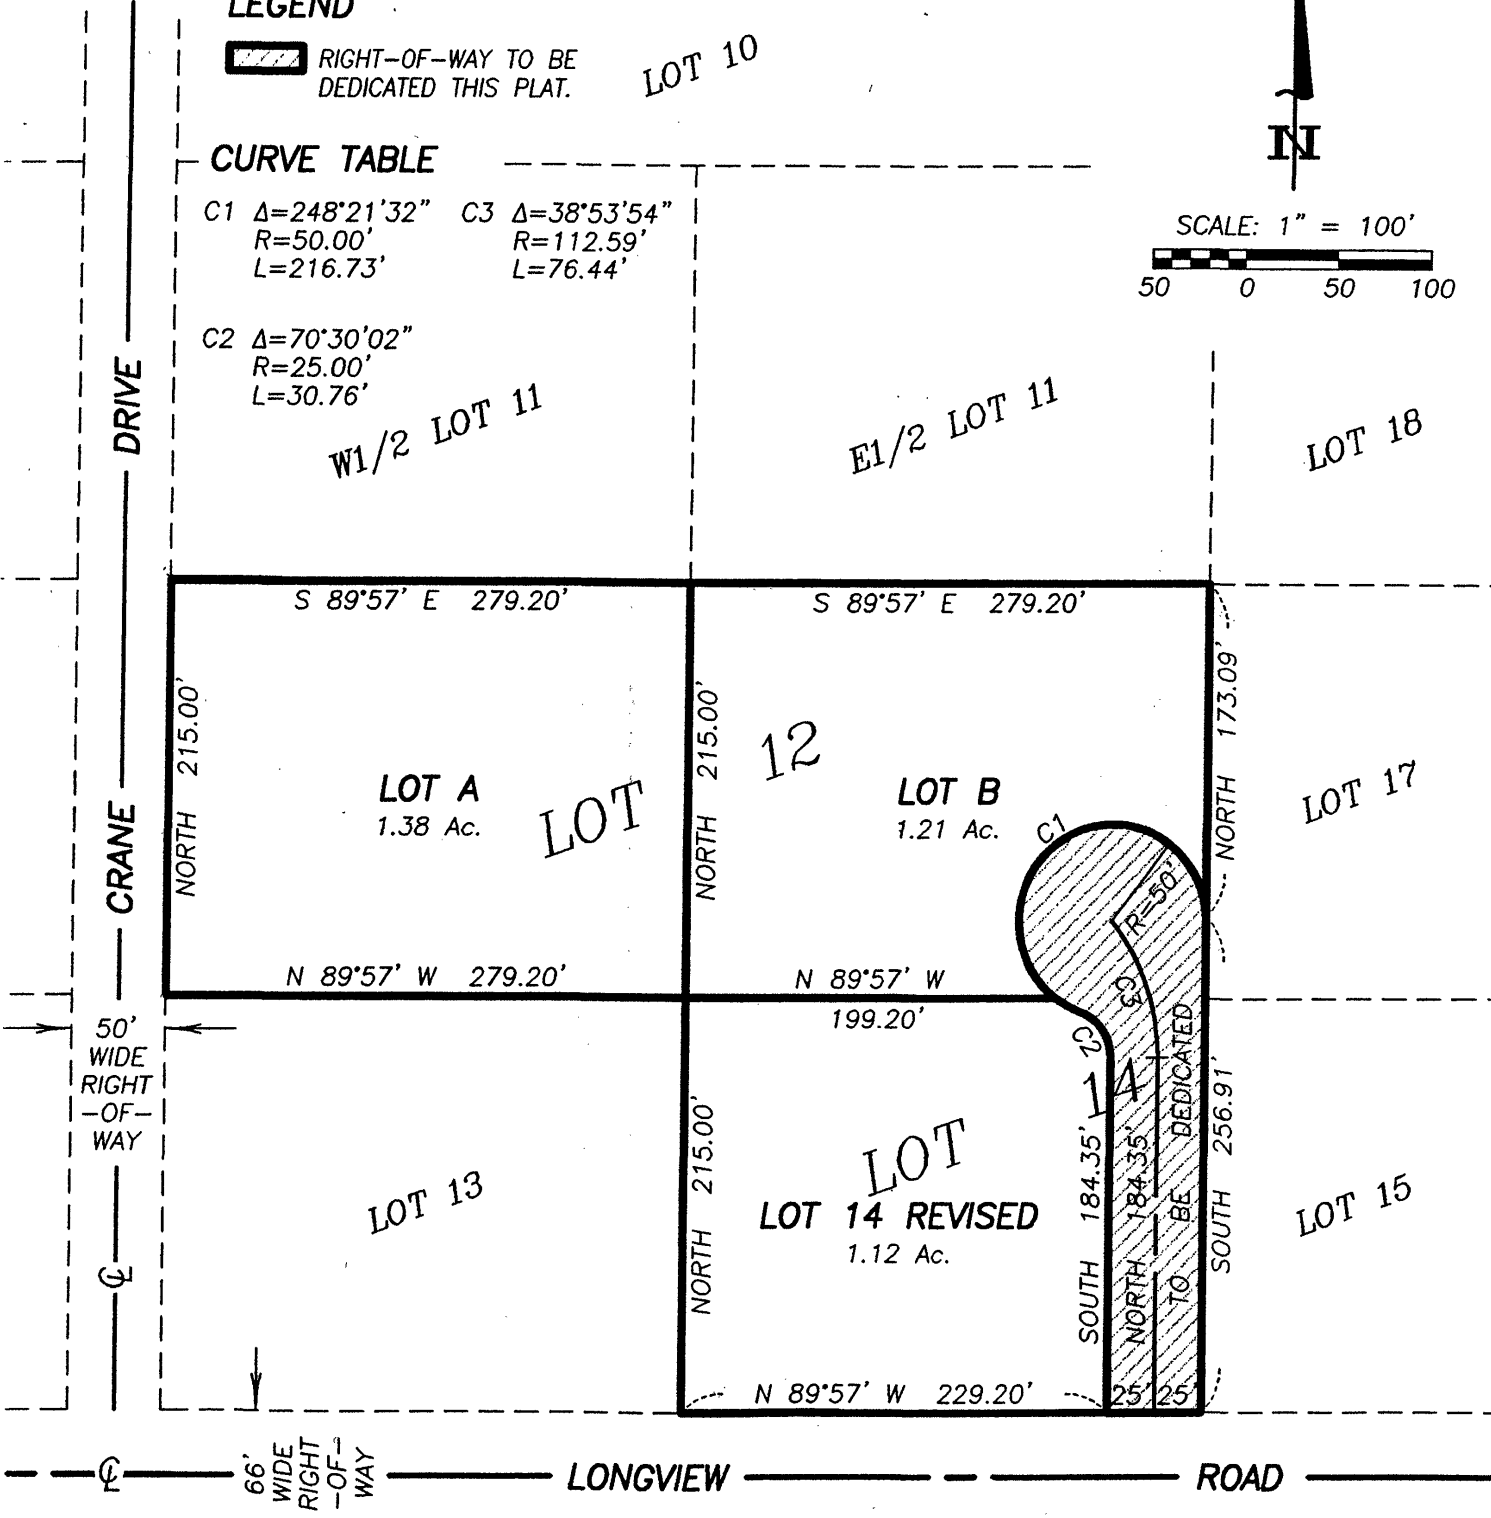 LEGEND
RIGHT-OF-WAY TO BE
DEDICATED THIS PLAT.
LOT 10
N
CURVE TABLE
C1 Δ=248°21'32"
R=50.00'
L=216.73'
C3 Δ=38°53'54"
R=112.59'
L=76.44'
C2 Δ=70°30'02"
R=25.00'
L=30.76'
SCALE: 1" = 100'
50 0 50 100
W1/2 LOT 11
E1/2 LOT 11
LOT 18
CRANE DRIVE
S 89°57' E 279.20'
S 89°57' E 279.20'
NORTH 215.00'
NORTH 215.00'
NORTH 173.09'
LOT 12
LOT A
1.38 Ac.
LOT B
1.21 Ac.
LOT 17
C1
R=50'
N 89°57' W 279.20'
N 89°57' W
199.20'
C3
C2
50'
WIDE
RIGHT
-OF-
WAY
LOT 14
NORTH 215.00'
LOT 13
LOT 14 REVISED
1.12 Ac.
SOUTH 184.35'
NORTH 184.35'
TO BE DEDICATED
SOUTH 256.91'
LOT 15
N 89°57' W 229.20'
25' 25'
℄
℄
66'
WIDE
RIGHT
-OF-
WAY
LONGVIEW ROAD